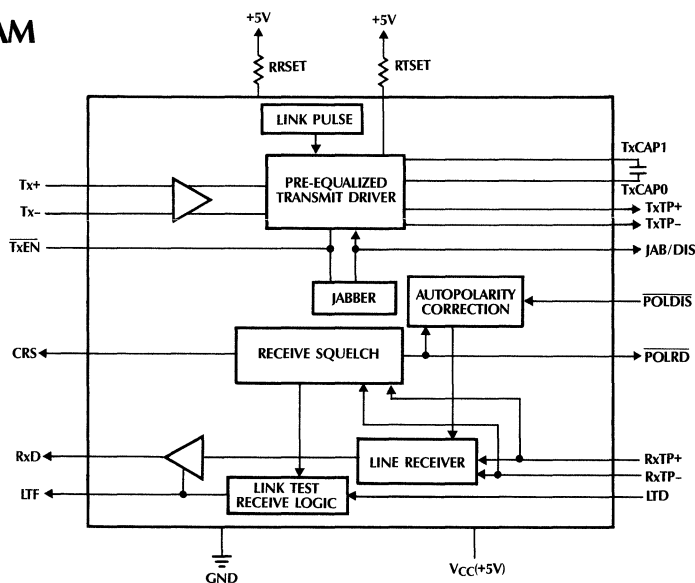 AM
+5V
+5V
RRSET
RTSET
LINK PULSE
TxCAP1
PRE-EQUALIZED
TRANSMIT DRIVER
Tx+
TxCAP0
TxTP+
Tx–
TxTP–
TxEN
JAB/DIS
JABBER
AUTOPOLARITY
CORRECTION
POLDIS
CRS
RECEIVE SQUELCH
POLRD
RxD
LINE RECEIVER
RxTP+
RxTP–
LTF
LINK TEST
RECEIVE LOGIC
LTD
GND
VCC(+5V)